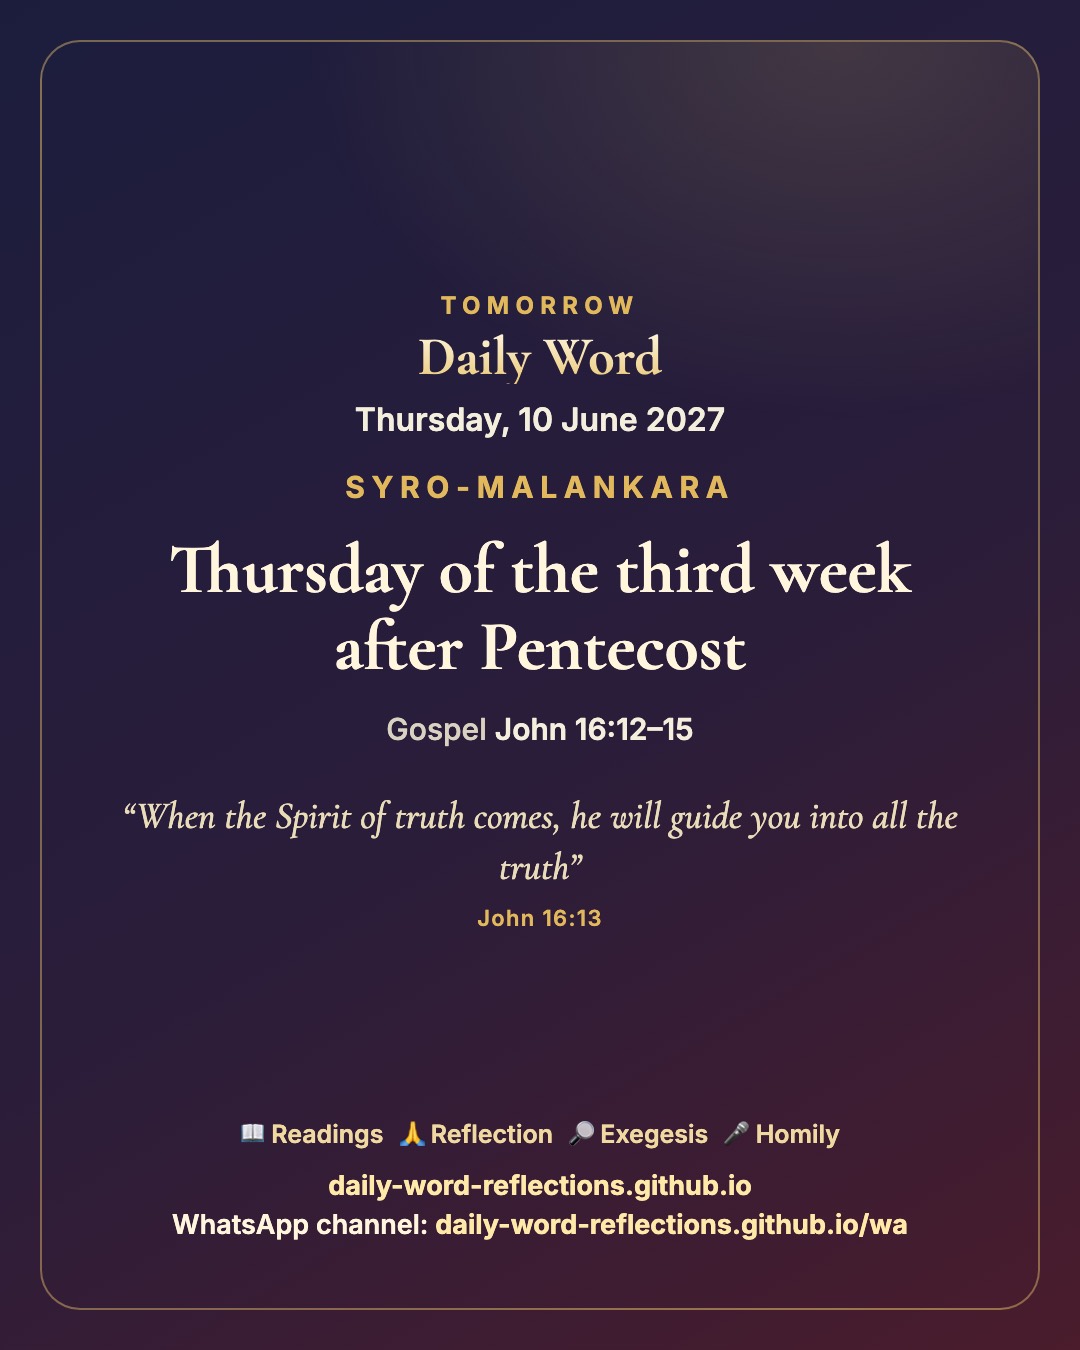 TOMORROW
Daily Word
Thursday, 10 June 2027
SYRO-MALANKARA
Thursday of the third week
after Pentecost
Gospel John 16:12–15
“When the Spirit of truth comes, he will guide you into all the
truth”
John 16:13
📖 Readings 🙏 Reflection 🔎 Exegesis 🎤 Homily
daily-word-reflections.github.io
WhatsApp channel: daily-word-reflections.github.io/wa